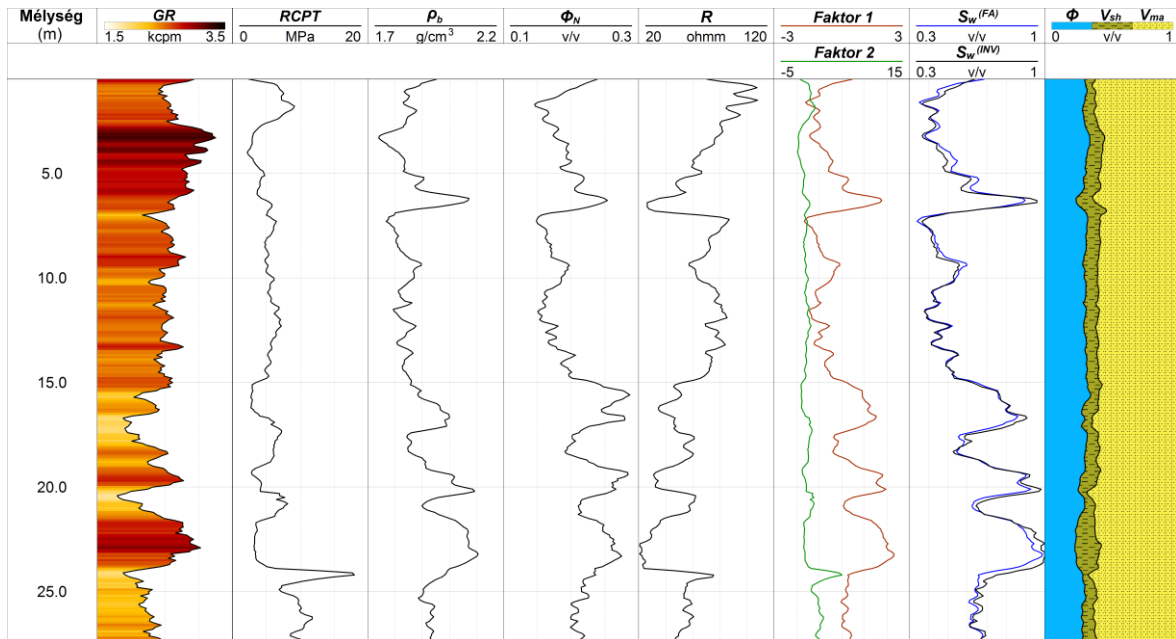 Mélység GR RCPT ρb ΦN R Faktor 1 Sw(FA) Φ Vsh Vma
(m) 1.5 kcpm 3.5 0 MPa 20 1.7 g/cm³ 2.2 0.1 v/v 0.3 20 ohmm 120 -3 3 0.3 v/v 1 0 v/v 1
Faktor 2 Sw(INV)
-5 15 0.3 v/v 1
5.0
10.0
15.0
20.0
25.0